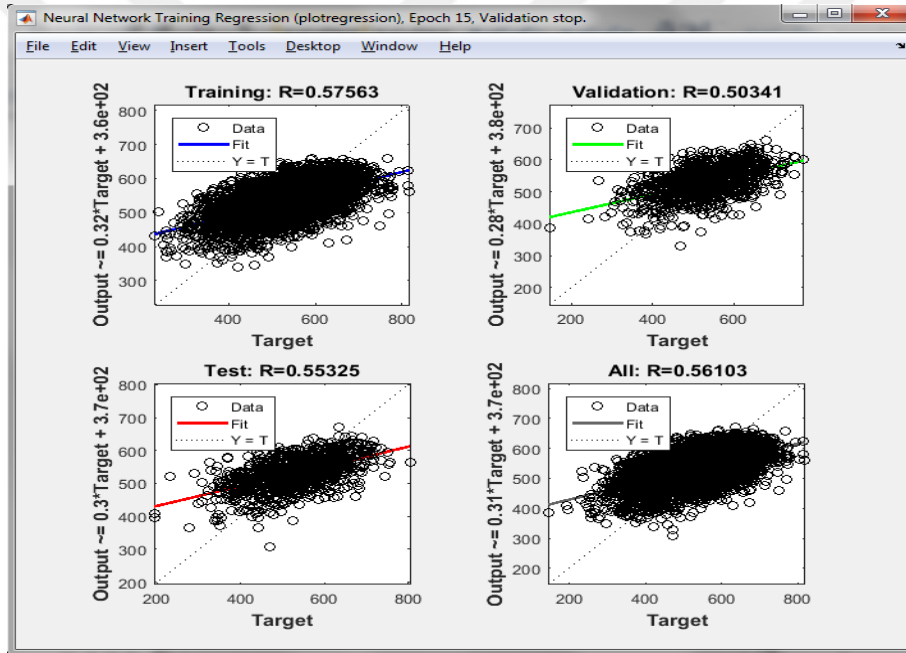 Neural Network Training Regression (plotregression), Epoch 15, Validation stop.
File Edit View Insert Tools Desktop Window Help
Training: R=0.57563
Output ~= 0.32*Target + 3.6e+02
800
700
600
500
400
300
Data
Fit
Y = T
400 600 800
Target
Validation: R=0.50341
Output ~= 0.28*Target + 3.8e+02
700
600
500
400
300
200
Data
Fit
Y = T
200 400 600
Target
Test: R=0.55325
Output ~= 0.3*Target + 3.7e+02
800
700
600
500
400
300
200
Data
Fit
Y = T
200 400 600 800
Target
All: R=0.56103
Output ~= 0.31*Target + 3.7e+02
800
700
600
500
400
300
200
Data
Fit
Y = T
200 400 600 800
Target